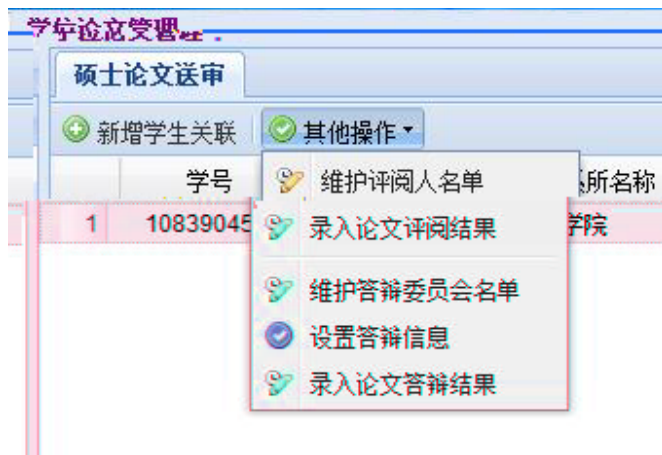 学位论文管理
硕士论文送审
新增学生关联 其他操作
学号 所名称
1 10839045 学院
维护评阅人名单
录入论文评阅结果
维护答辩委员会名单
设置答辩信息
录入论文答辩结果